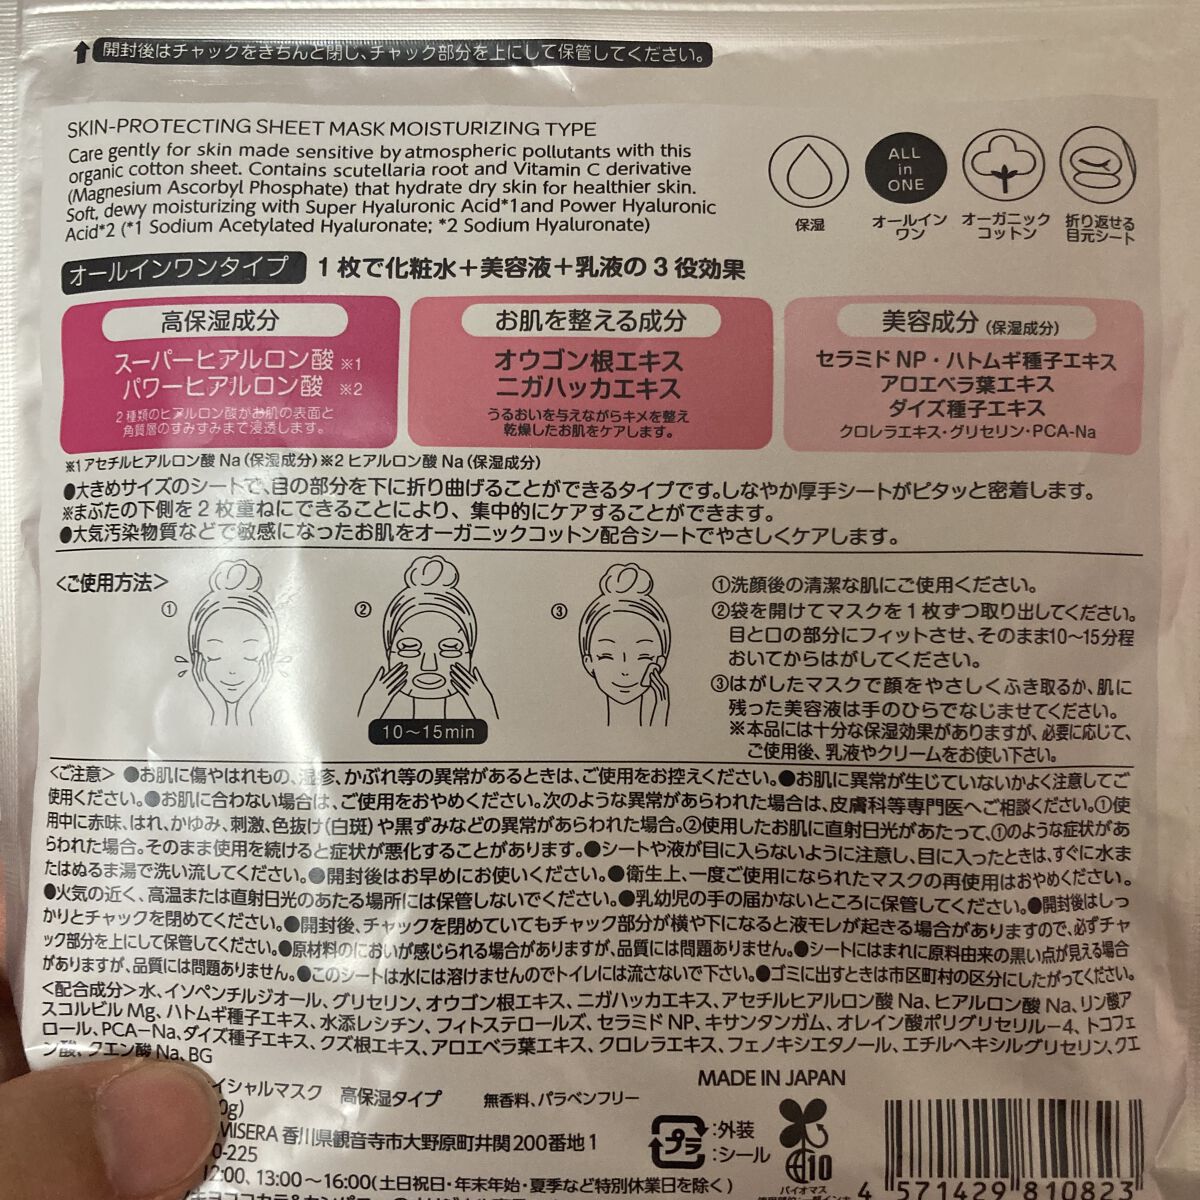 開封後はチャックをきちんと閉じ、チャック部分を上にして保管してください。
SKIN-PROTECTING SHEET MASK MOISTURIZING TYPE
Care gently for skin made sensitive by atmospheric pollutants with this
organic cotton sheet. Contains scutellaria root and Vitamin C derivative
(Magnesium Ascorbyl Phosphate) that hydrate dry skin for healthier skin.
Soft, dewy moisturizing with Super Hyaluronic Acid*1and Power Hyaluronic
Acid*2 (*1 Sodium Acetylated Hyaluronate; *2 Sodium Hyaluronate)
保湿
ALL
in
ONE
オールイン
ワン
オーガニック
コットン
折り返せる
目元シート
オールインワンタイプ 1枚で化粧水+美容液+乳液の3役効果
高保湿成分
スーパーヒアルロン酸 ※1
パワーヒアルロン酸 ※2
2種類のヒアルロン酸がお肌の表面と
角質層のすみずみまで浸透します。
お肌を整える成分
オウゴン根エキス
ニガハッカエキス
うるおいを与えながらキメを整え
乾燥したお肌をケアします。
美容成分(保湿成分)
セラミドNP・ハトムギ種子エキス
アロエベラ葉エキス
ダイズ種子エキス
クロレラエキス・グリセリン・PCA-Na
※1アセチルヒアルロン酸Na(保湿成分)※2ヒアルロン酸Na(保湿成分)
●大きめサイズのシートで、目の部分を下に折り曲げることができるタイプです。しなやか厚手シートがピタッと密着します。
※まぶたの下側を2枚重ねにできることにより、集中的にケアすることができます。
●大気汚染物質などで敏感になったお肌をオーガニックコットン配合シートでやさしくケアします。
<ご使用方法>
①
②
③
10〜15min
①洗顔後の清潔な肌にご使用ください。
②袋を開けてマスクを1枚ずつ取り出してください。
目と口の部分にフィットさせ、そのまま10〜15分程
おいてからはがしてください。
③はがしたマスクで顔をやさしくふき取るか、肌に
残った美容液は手のひらでなじませてください。
※本品には十分な保湿効果がありますが、必要に応じて、
ご使用後、乳液やクリームをお使い下さい。
<ご注意> ●お肌に傷やはれもの、湿疹、かぶれ等の異常があるときは、ご使用をお控えください。●お肌に異常が生じていないかよく注意してご
使用ください。●お肌に合わない場合は、ご使用をおやめください。次のような異常があらわれた場合は、皮膚科等専門医へご相談ください。①使
用中に赤味、はれ、かゆみ、刺激、色抜け(白斑)や黒ずみなどの異常があらわれた場合。②使用したお肌に直射日光があたって、①のような症状があ
らわれた場合。そのまま使用を続けると症状が悪化することがあります。●シートや液が目に入らないように注意し、目に入ったときは、すぐに水ま
たはぬるま湯で洗い流してください。●開封後はお早めにお使いください。●衛生上、一度ご使用になられたマスクの再使用はおやめください。
●火気の近く、高温または直射日光のあたる場所には保管しないでください。●乳幼児の手の届かないところに保管してください。●開封後はしっ
かりとチャックを閉めてください。●開封後、チャックを閉めていてもチャック部分が横や下になると液モレが起きる場合がありますので、必ずチャ
ック部分を上にして保管してください。●原材料のにおいが感じられる場合がありますが、品質には問題ありません。●シートにはまれに原料由来の黒い点が見える場合
がありますが、品質には問題ありません。●このシートは水には溶けませんのでトイレには流さないで下さい。●ゴミに出すときは市区町村の区分にしたがってください。
<配合成分>水、イソペンチルジオール、グリセリン、オウゴン根エキス、ニガハッカエキス、アセチルヒアルロン酸Na、ヒアルロン酸Na、リン酸ア
スコルビルMg、ハトムギ種子エキス、水添レシチン、フィトステロールズ、セラミドNP、キサンタンガム、オレイン酸ポリグリセリル-4、トコフェ
ロール、PCA-Na、ダイズ種子エキス、クズ根エキス、アロエベラ葉エキス、クロレラエキス、フェノキシエタノール、エチルヘキシルグリセリン、クエ
ン酸、クエン酸Na、BG
イシャルマスク 高保湿タイプ 無香料、パラベンフリー
MADE IN JAPAN
0g)
MISERA 香川県観音寺市大野原町井関200番地1
0-225
12:00、13:00〜16:00(土日祝日・年末年始・夏季など特別休業日を除く)
プラ
:外装
:シール
10
バイオマス
4 571429 810823